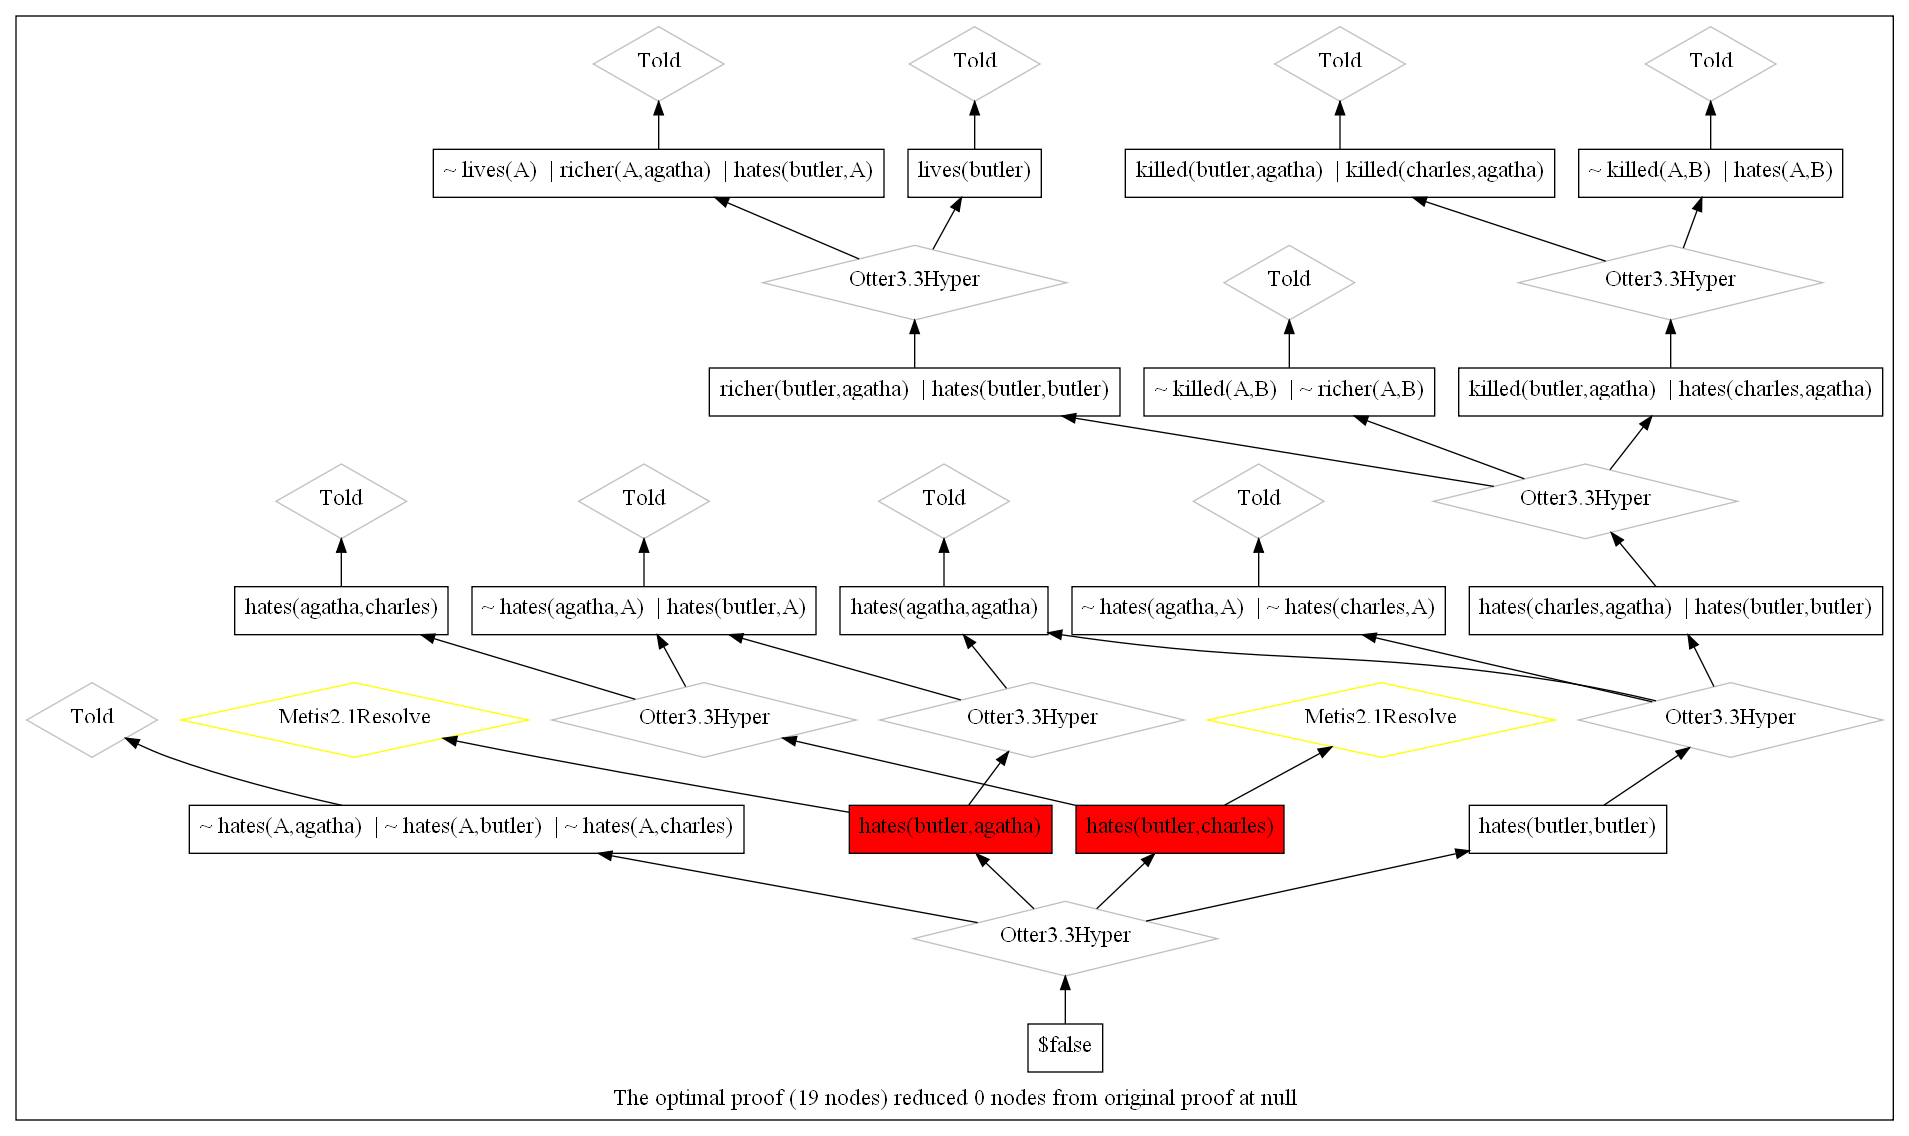 Told
Told
Told
Told
~ lives(A) | richer(A,agatha) | hates(butler,A)
lives(butler)
killed(butler,agatha) | killed(charles,agatha)
~ killed(A,B) | hates(A,B)
Otter3.3Hyper
Told
Otter3.3Hyper
richer(butler,agatha) | hates(butler,butler)
~ killed(A,B) | ~ richer(A,B)
killed(butler,agatha) | hates(charles,agatha)
Told
Told
Told
Told
Otter3.3Hyper
hates(agatha,charles)
~ hates(agatha,A) | hates(butler,A)
hates(agatha,agatha)
~ hates(agatha,A) | ~ hates(charles,A)
hates(charles,agatha) | hates(butler,butler)
Told
Metis2.1Resolve
Otter3.3Hyper
Otter3.3Hyper
Metis2.1Resolve
Otter3.3Hyper
~ hates(A,agatha) | ~ hates(A,butler) | ~ hates(A,charles)
hates(butler,agatha)
hates(butler,charles)
hates(butler,butler)
Otter3.3Hyper
$false
The optimal proof (19 nodes) reduced 0 nodes from original proof at null